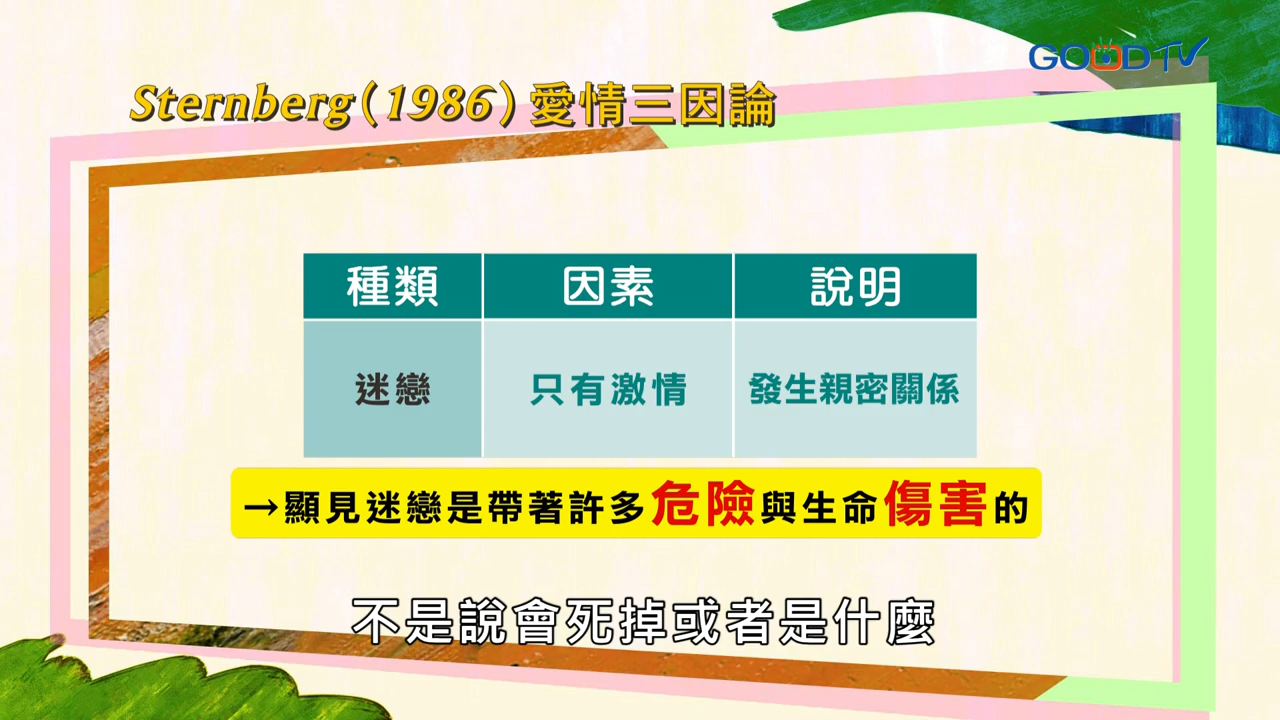 GOODTV
Sternberg(1986)愛情三因論
種類 因素 說明
迷戀 只有激情 發生親密關係
→顯見迷戀是帶著許多危險與生命傷害的
不是說會死掉或者是什麼